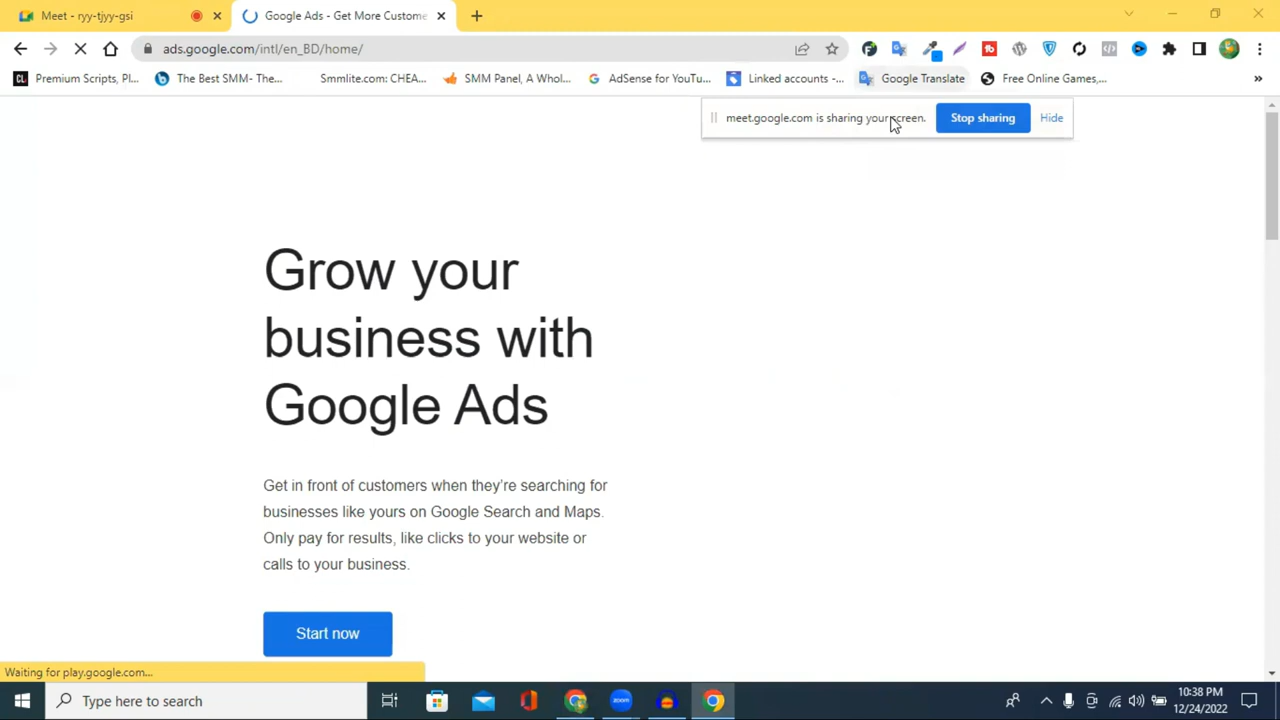 Meet - ryy-tjyy-gsi
Google Ads - Get More Custome
ads.google.com/intl/en_BD/home/
Premium Scripts, Pl...
The Best SMM- The...
Smmlite.com: CHEA...
SMM Panel, A Whol...
AdSense for YouTu...
Linked accounts -...
Google Translate
Free Online Games,...
meet.google.com is sharing your screen.
Stop sharing
Hide
Grow your
business with
Google Ads
Get in front of customers when they're searching for
businesses like yours on Google Search and Maps.
Only pay for results, like clicks to your website or
calls to your business.
Start now
Waiting for play.google.com...
Type here to search
zoom
10:38 PM
12/24/2022